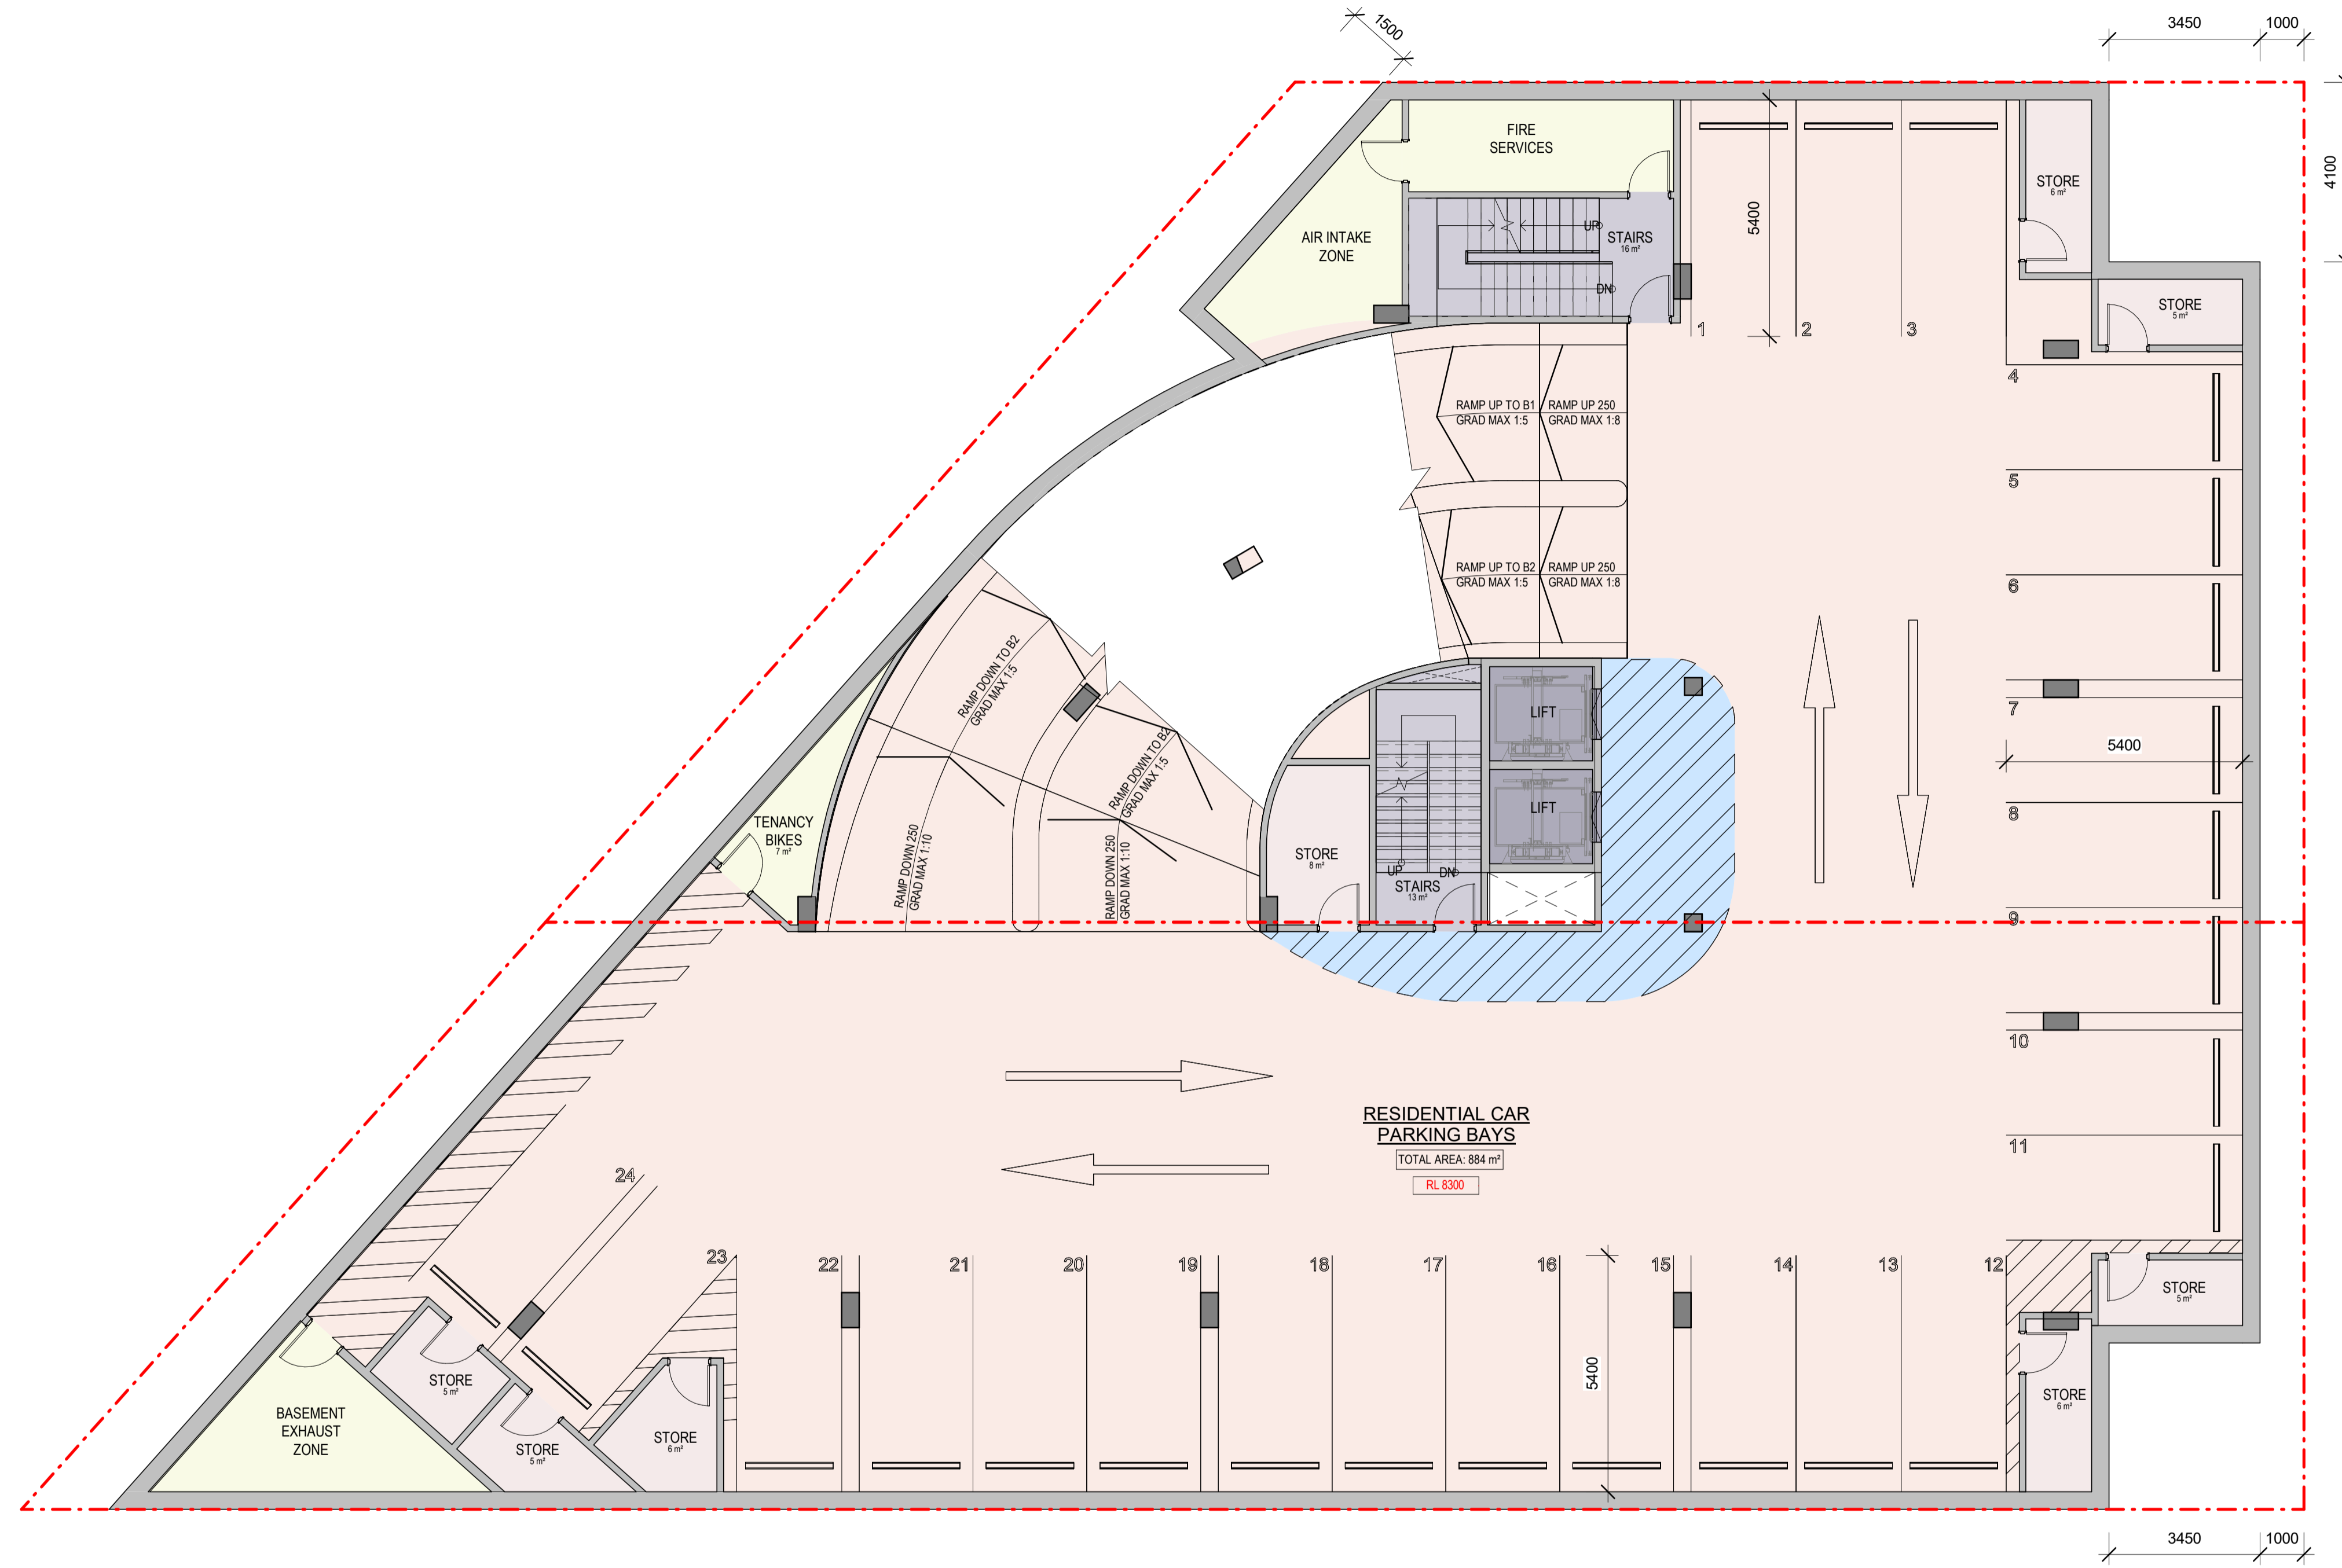 3450
1000
1500
4100
FIRE
SERVICES
STORE
6 m²
AIR INTAKE
ZONE
UP
STAIRS
16 m²
DN
5400
STORE
5 m²
1
2
3
4
RAMP UP TO B1
GRAD MAX 1:5
RAMP UP 250
GRAD MAX 1:8
5
RAMP UP TO B2
GRAD MAX 1:5
RAMP UP 250
GRAD MAX 1:8
6
RAMP DOWN TO B2
GRAD MAX 1:5
LIFT
7
5400
RAMP DOWN TO B2
GRAD MAX 1:5
TENANCY
BIKES
7 m²
LIFT
8
RAMP DOWN 250
GRAD MAX 1:10
RAMP DOWN 250
GRAD MAX 1:10
STORE
8 m²
UP
DN
STAIRS
13 m²
9
10
RESIDENTIAL CAR
PARKING BAYS
TOTAL AREA: 884 m²
RL 8300
11
24
23
22
21
20
19
18
17
16
15
14
13
12
STORE
5 m²
5400
STORE
5 m²
STORE
6 m²
BASEMENT
EXHAUST
ZONE
STORE
5 m²
STORE
6 m²
3450
1000